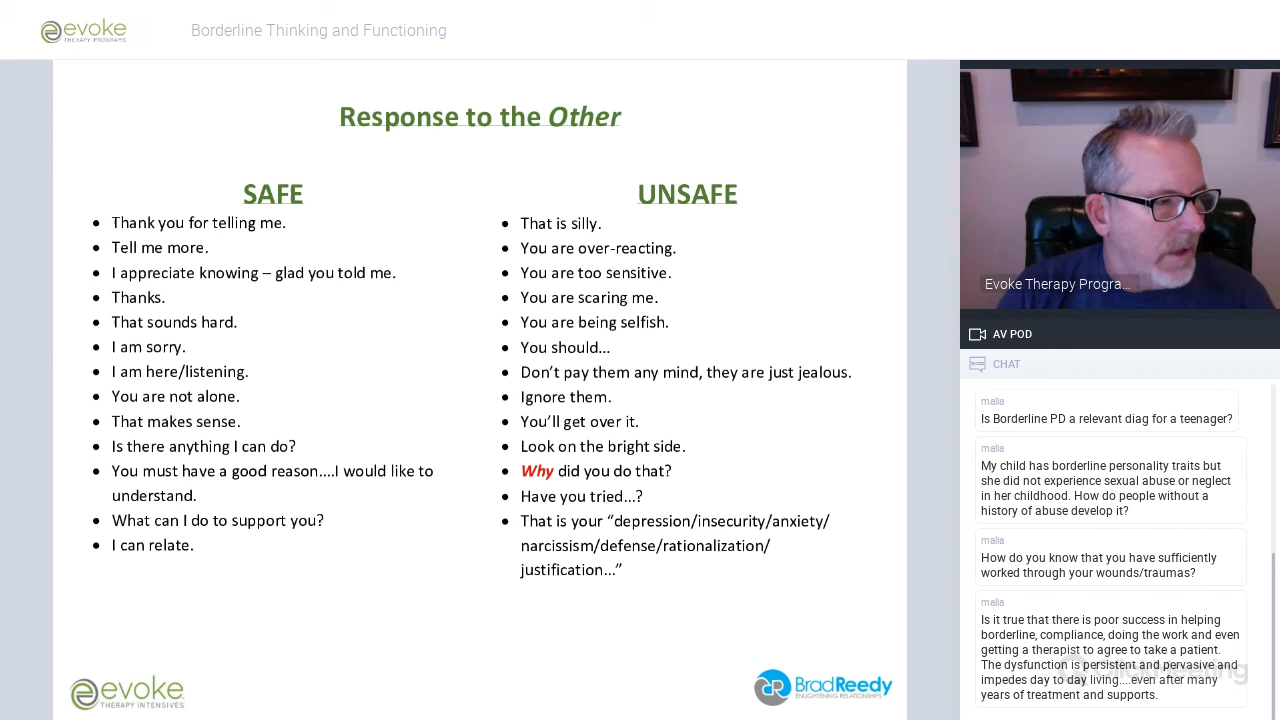 evoke
THERAPY PROGRAMS
Borderline Thinking and Functioning
Response to the Other
SAFE
• Thank you for telling me.
• Tell me more.
• I appreciate knowing – glad you told me.
• Thanks.
• That sounds hard.
• I am sorry.
• I am here/listening.
• You are not alone.
• That makes sense.
• Is there anything I can do?
• You must have a good reason....I would like to
understand.
• What can I do to support you?
• I can relate.
UNSAFE
• That is silly.
• You are over-reacting.
• You are too sensitive.
• You are scaring me.
• You are being selfish.
• You should...
• Don't pay them any mind, they are just jealous.
• Ignore them.
• You'll get over it.
• Look on the bright side.
• Why did you do that?
• Have you tried...?
• That is your “depression/insecurity/anxiety/
narcissism/defense/rationalization/
justification...”
evoke
THERAPY INTENSIVES
BradReedy
ENLIGHTENING RELATIONSHIPS
Evoke Therapy Progra...
AV POD
CHAT
malia
Is Borderline PD a relevant diag for a teenager?
malia
My child has borderline personality traits but
she did not experience sexual abuse or neglect
in her childhood. How do people without a
history of abuse develop it?
malia
How do you know that you have sufficiently
worked through your wounds/traumas?
malia
Is it true that there is poor success in helping
borderline, compliance, doing the work and even
getting a therapist to agree to take a patient.
The dysfunction is persistent and pervasive and
impedes day to day living....even after many
years of treatment and supports.
ClickMeeting